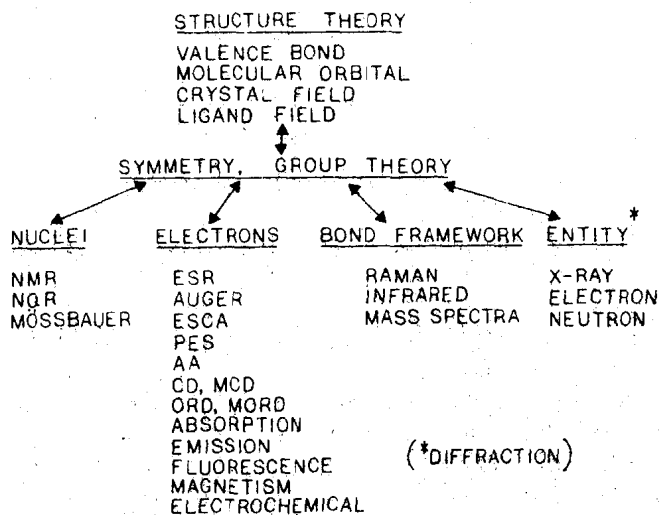 STRUCTURE THEORY
VALENCE BOND
MOLECULAR ORBITAL
CRYSTAL FIELD
LIGAND FIELD
SYMMETRY, GROUP THEORY
NUCLEI
NMR
NQR
MÖSSBAUER
ELECTRONS
ESR
AUGER
ESCA
PES
AA
CD, MCD
ORD, MORD
ABSORPTION
EMISSION
FLUORESCENCE
MAGNETISM
ELECTROCHEMICAL
BOND FRAMEWORK
RAMAN
INFRARED
MASS SPECTRA
ENTITY*
X-RAY
ELECTRON
NEUTRON
(*DIFFRACTION)